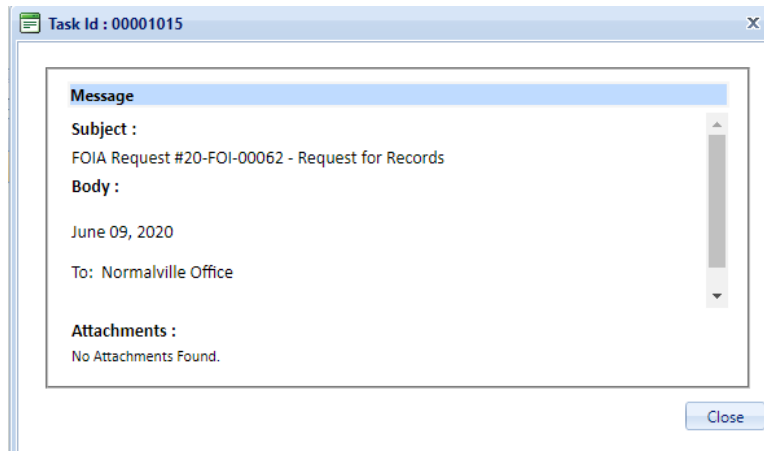 Task Id : 00001015
x
Message
Subject :
FOIA Request #20-FOI-00062 - Request for Records
Body :
June 09, 2020
To:  Normalville Office
Attachments :
No Attachments Found.
Close